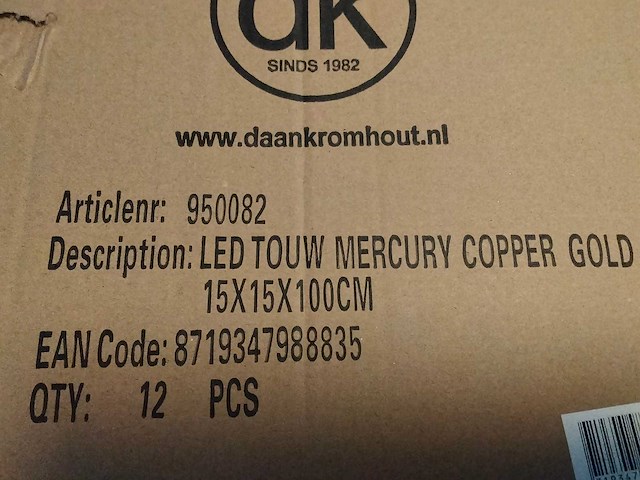 dk
SINDS 1982
www.daankromhout.nl
Articlenr: 950082
Description: LED TOUW MERCURY COPPER GOLD
15X15X100CM
EAN Code: 8719347988835
QTY: 12 PCS